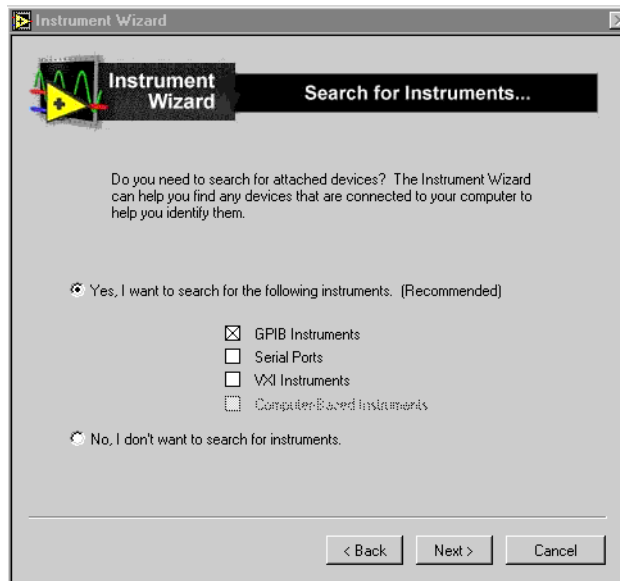 Instrument Wizard
Instrument
Wizard
Search for Instruments...
Do you need to search for attached devices?  The Instrument Wizard
can help you find any devices that are connected to your computer to
help you identify them.
Yes, I want to search for the following instruments.  (Recommended)
GPIB Instruments
Serial Ports
VXI Instruments
Computer-Based Instruments
No, I don't want to search for instruments.
< Back
Next >
Cancel